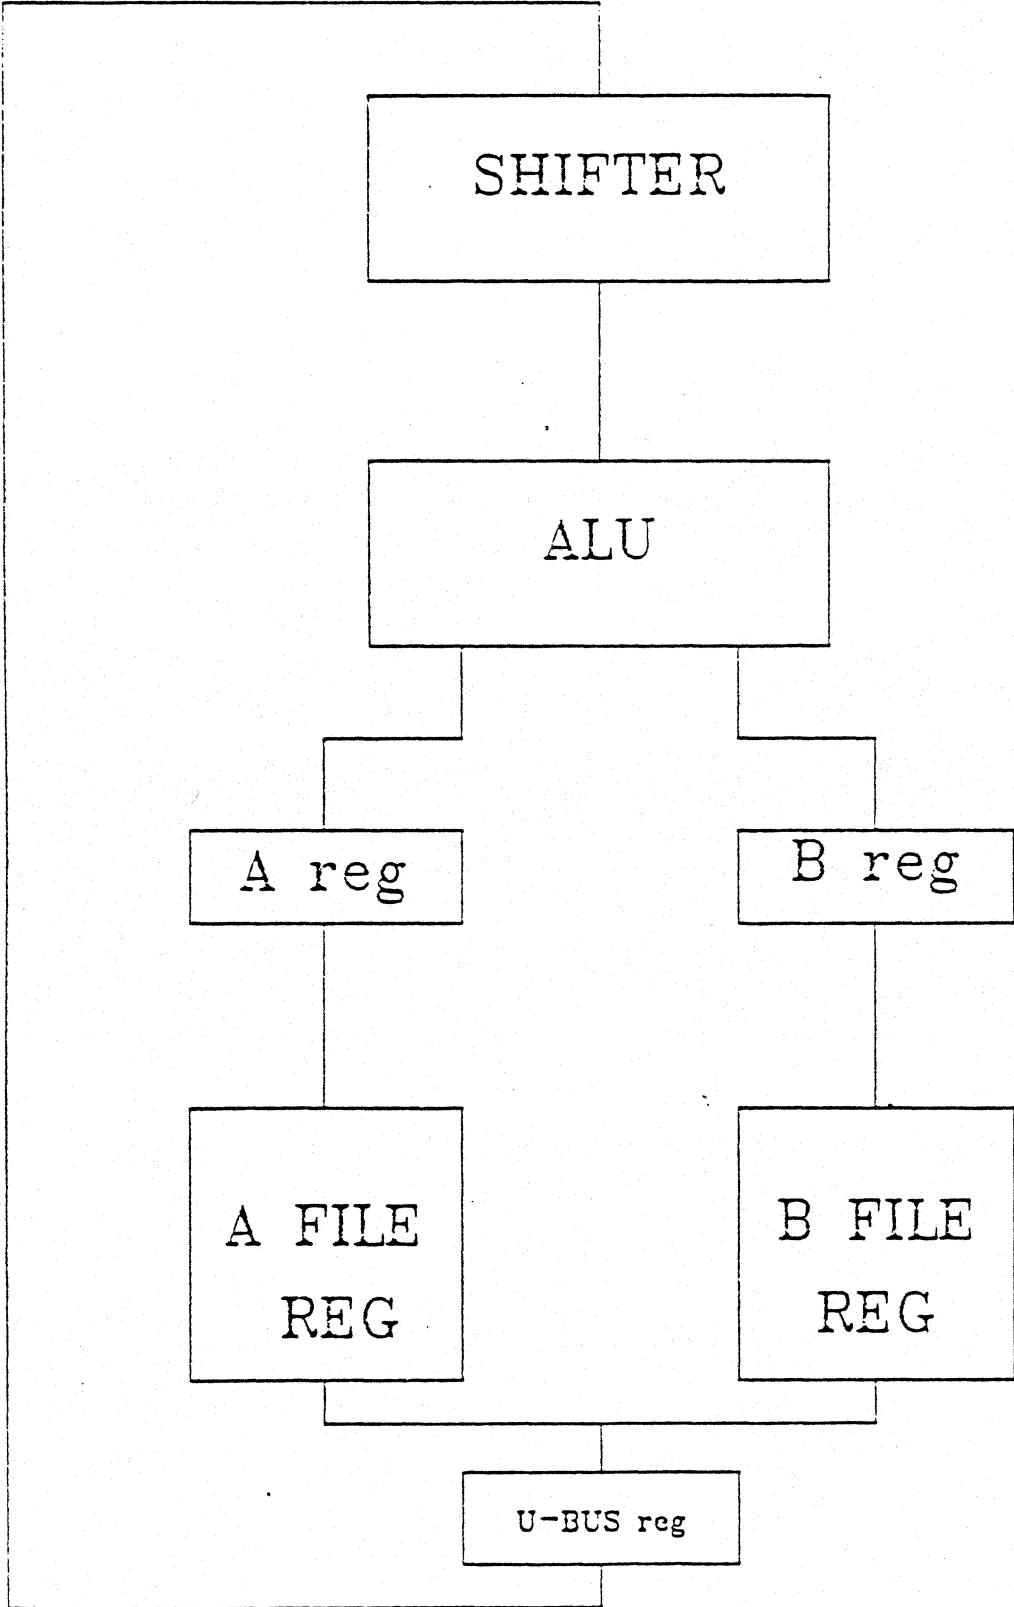 SHIFTER
ALU
A reg
B reg
A FILE
REG
B FILE
REG
U-BUS reg